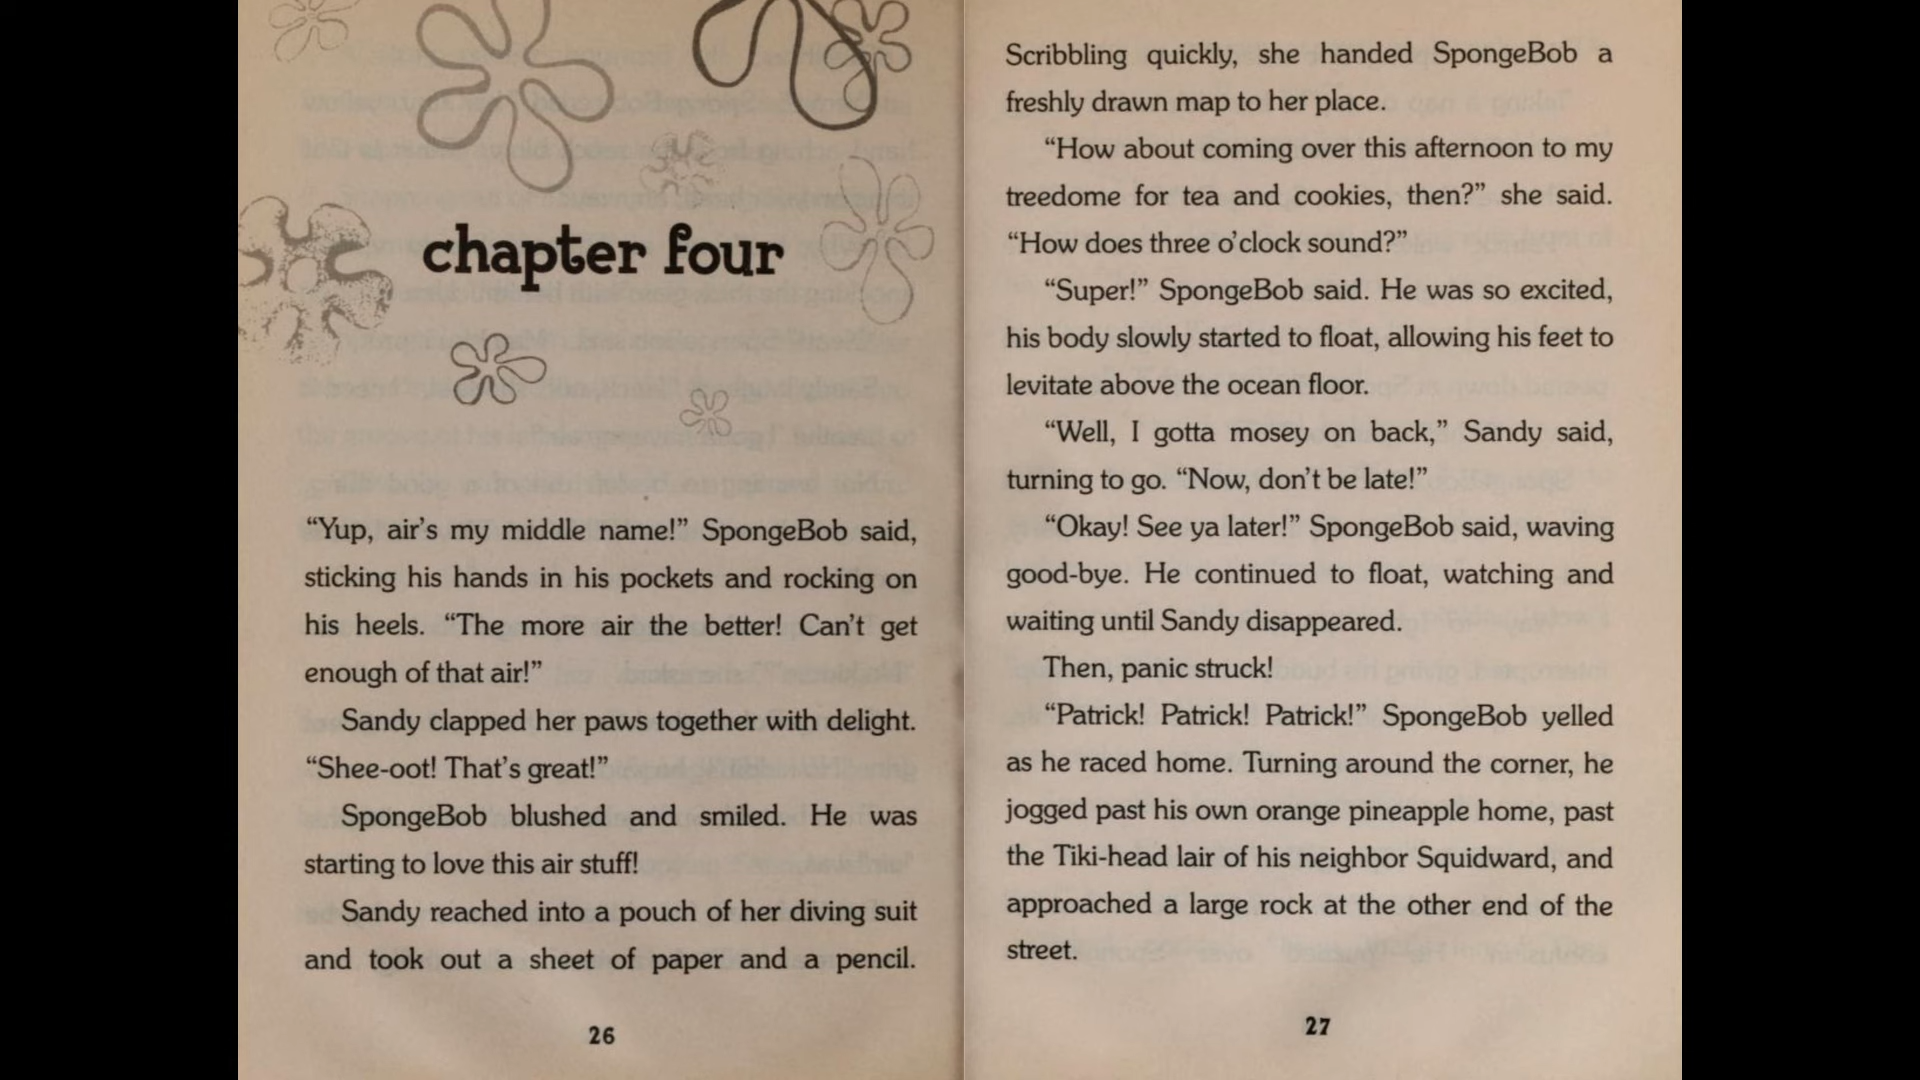 chapter four
“Yup, air’s my middle name!” SpongeBob said,
sticking his hands in his pockets and rocking on
his heels. “The more air the better! Can’t get
enough of that air!”
Sandy clapped her paws together with delight.
“Shee-oot! That’s great!”
SpongeBob blushed and smiled. He was
starting to love this air stuff!
Sandy reached into a pouch of her diving suit
and took out a sheet of paper and a pencil.
26
Scribbling quickly, she handed SpongeBob a
freshly drawn map to her place.
“How about coming over this afternoon to my
treedome for tea and cookies, then?” she said.
“How does three o’clock sound?”
“Super!” SpongeBob said. He was so excited,
his body slowly started to float, allowing his feet to
levitate above the ocean floor.
“Well, I gotta mosey on back,” Sandy said,
turning to go. “Now, don’t be late!”
“Okay! See ya later!” SpongeBob said, waving
good-bye. He continued to float, watching and
waiting until Sandy disappeared.
Then, panic struck!
“Patrick! Patrick! Patrick!” SpongeBob yelled
as he raced home. Turning around the corner, he
jogged past his own orange pineapple home, past
the Tiki-head lair of his neighbor Squidward, and
approached a large rock at the other end of the
street.
27